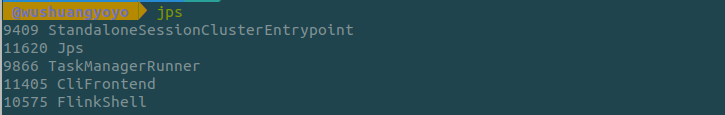 @wushuangyoyo jps
9409 StandaloneSessionClusterEntrypoint
11620 Jps
9866 TaskManagerRunner
11405 CliFrontend
10575 FlinkShell